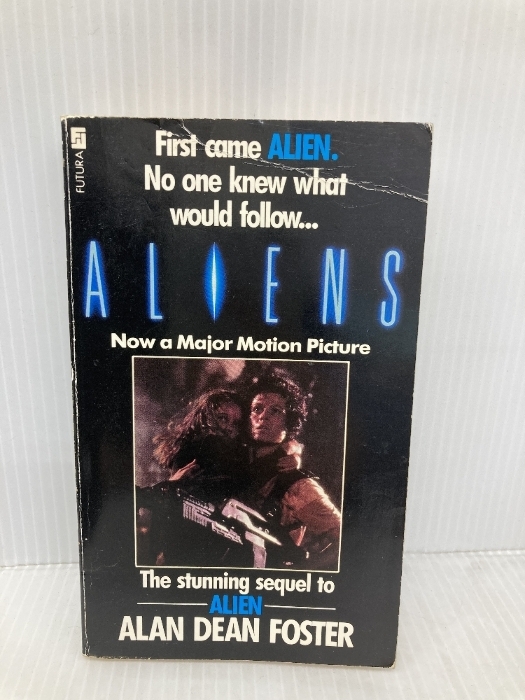 FUTURA
First came ALIEN.
No one knew what
would follow...
ALIENS
Now a Major Motion Picture
The stunning sequel to
ALIEN
ALAN DEAN FOSTER